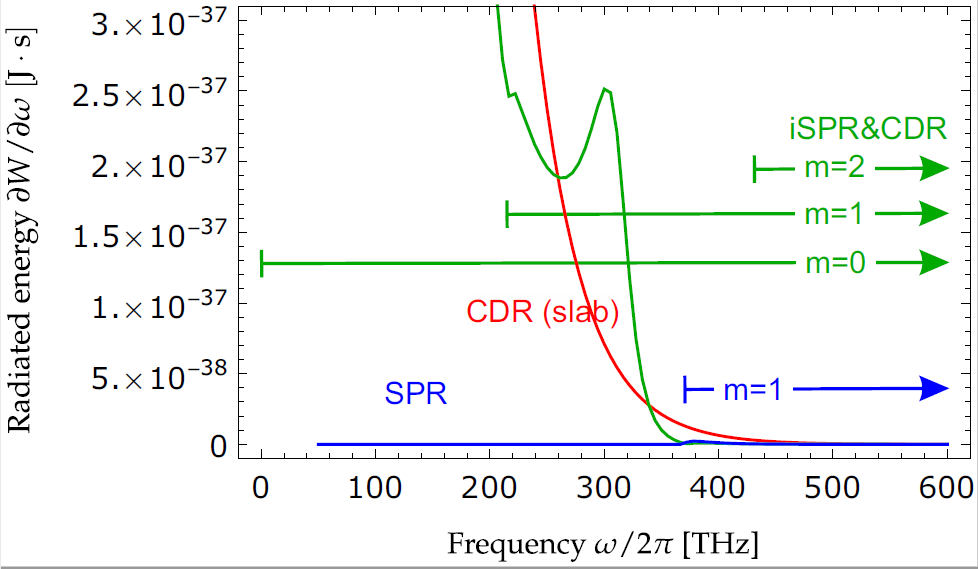 Radiated energy ∂W/∂ω [J · s]
3.×10⁻³⁷
2.5×10⁻³⁷
2.×10⁻³⁷
1.5×10⁻³⁷
1.×10⁻³⁷
5.×10⁻³⁸
0
iSPR&CDR
m=2
m=1
m=0
CDR (slab)
SPR
m=1
0 100 200 300 400 500 600
Frequency ω/2π [THz]